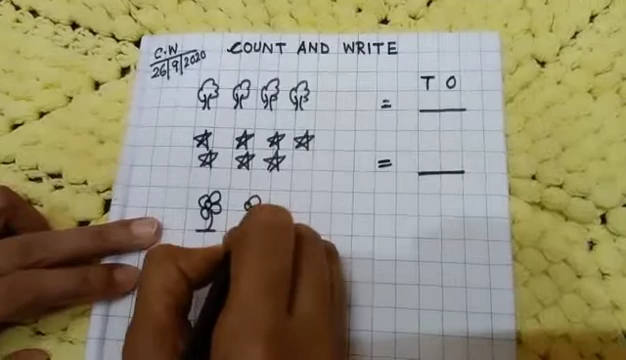 C.W COUNT AND WRITE
26/9/2020
T O
=
=